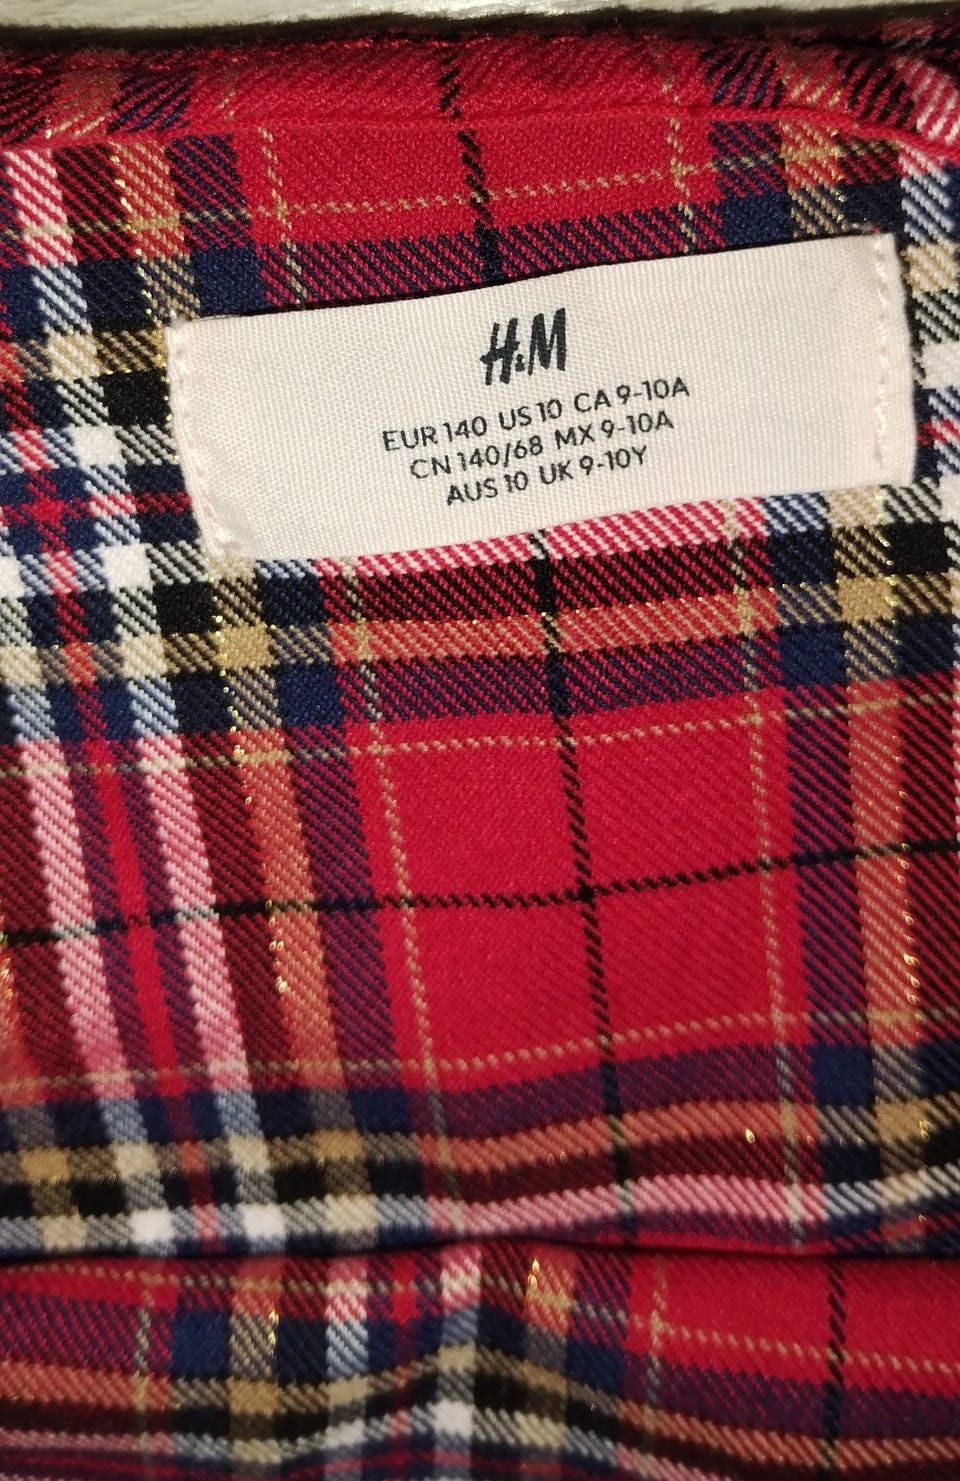 H&M
EUR 140 US 10 CA 9-10A
CN 140/68 MX 9-10A
AUS 10 UK 9-10Y